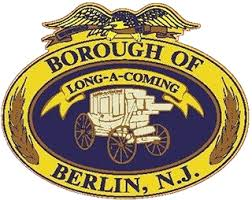 BOROUGH OF
LONG-A-COMING
BERLIN, N.J.